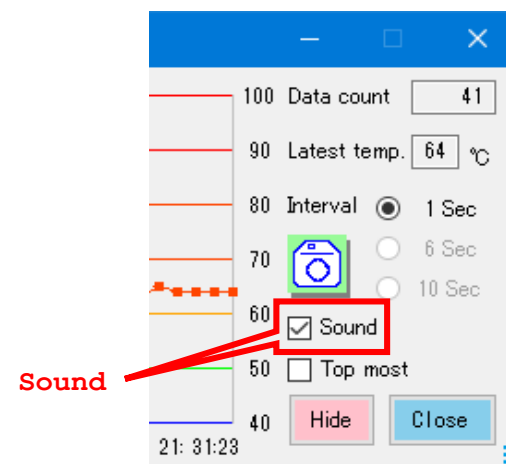 100 Data count 41
90 Latest temp. 64 ℃
80 Interval 1 Sec
70 6 Sec
10 Sec
60 Sound
Sound
50 Top most
40 Hide Close
21: 31:23